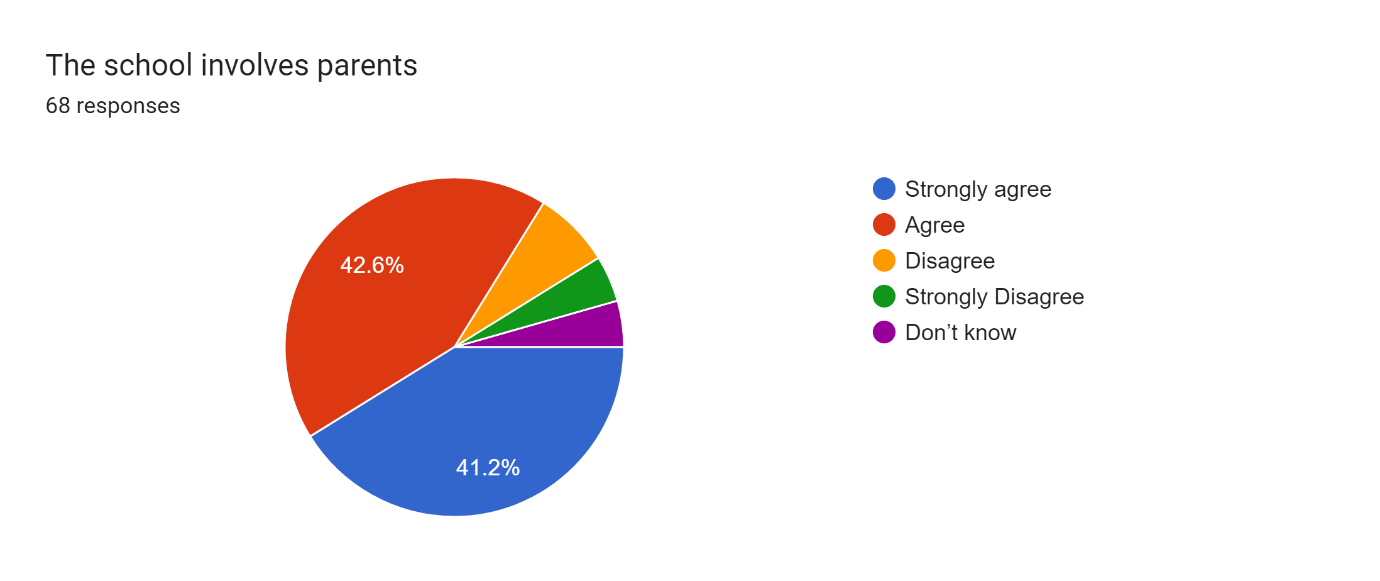 The school involves parents
68 responses
42.6%
41.2%
Strongly agree
Agree
Disagree
Strongly Disagree
Don’t know